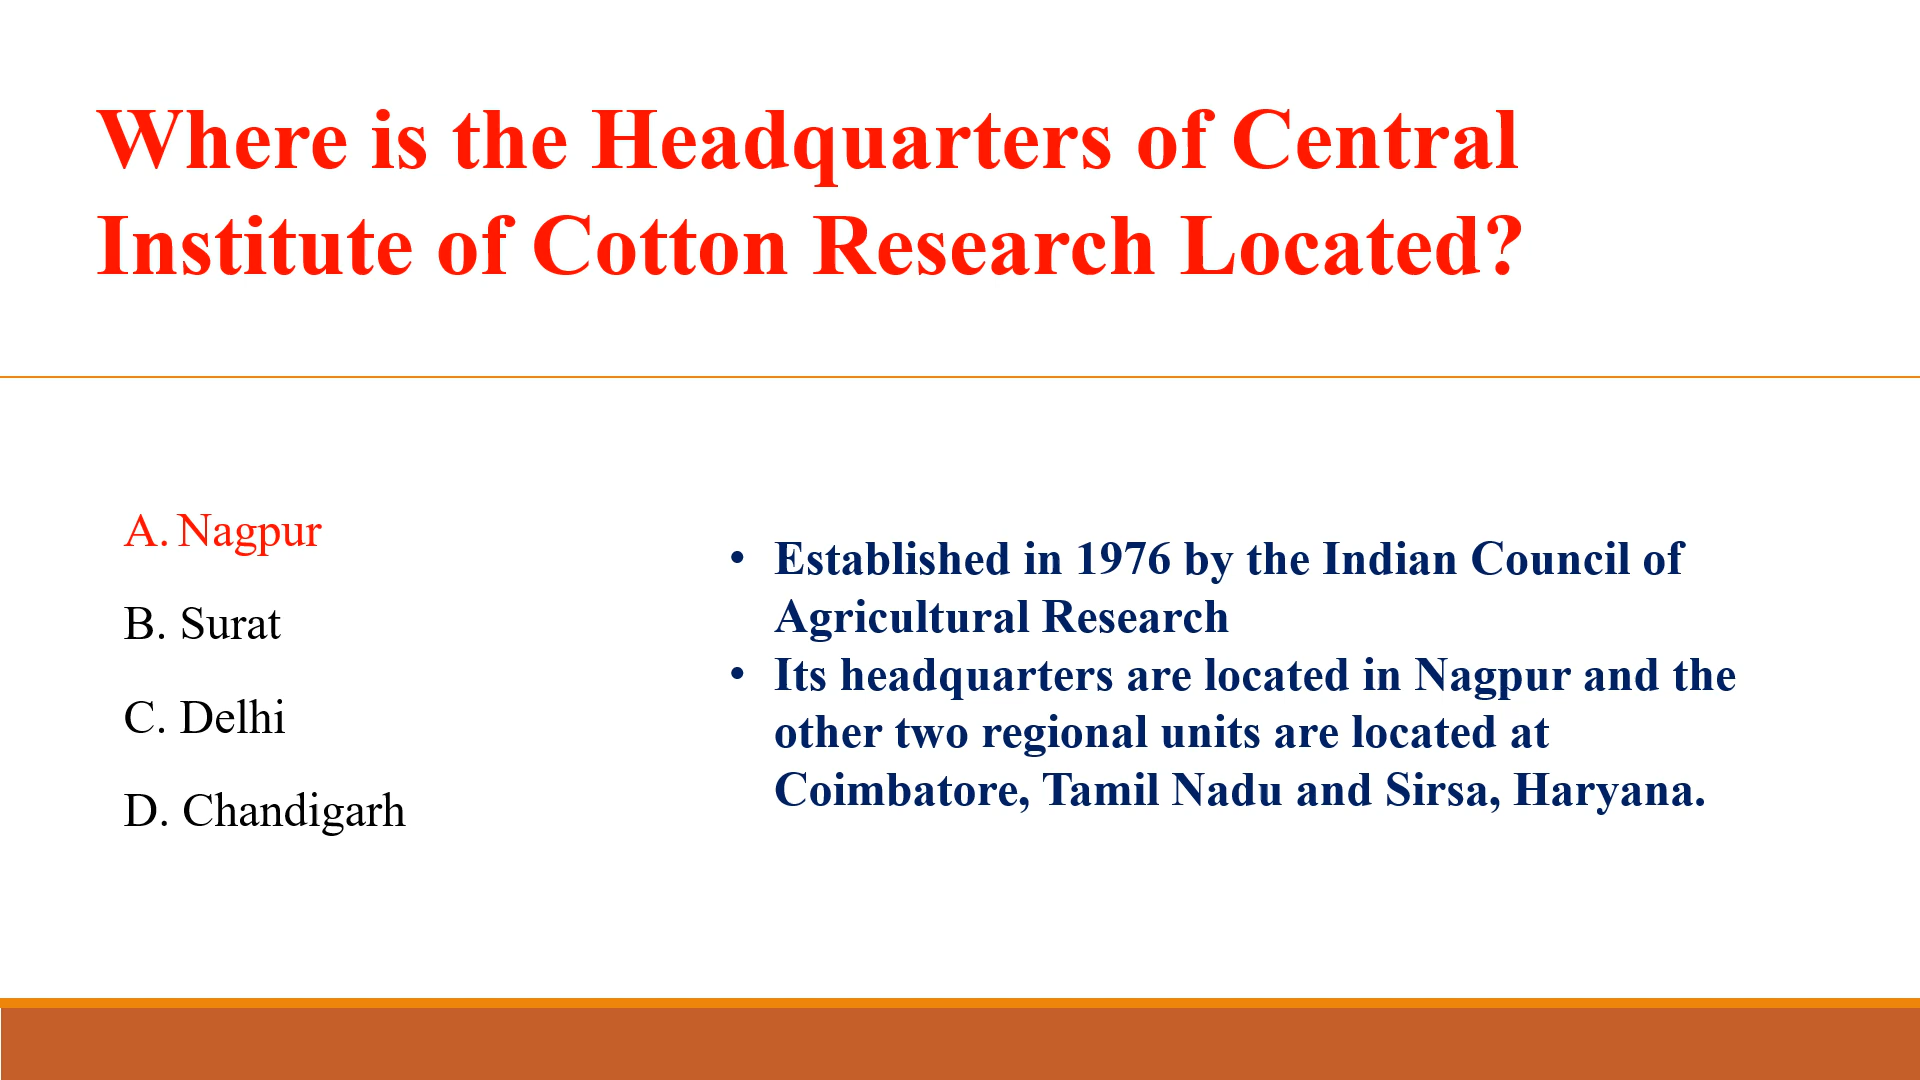 Where is the Headquarters of Central
Institute of Cotton Research Located?
A. Nagpur
B. Surat
C. Delhi
D. Chandigarh
• Established in 1976 by the Indian Council of
Agricultural Research
• Its headquarters are located in Nagpur and the
other two regional units are located at
Coimbatore, Tamil Nadu and Sirsa, Haryana.